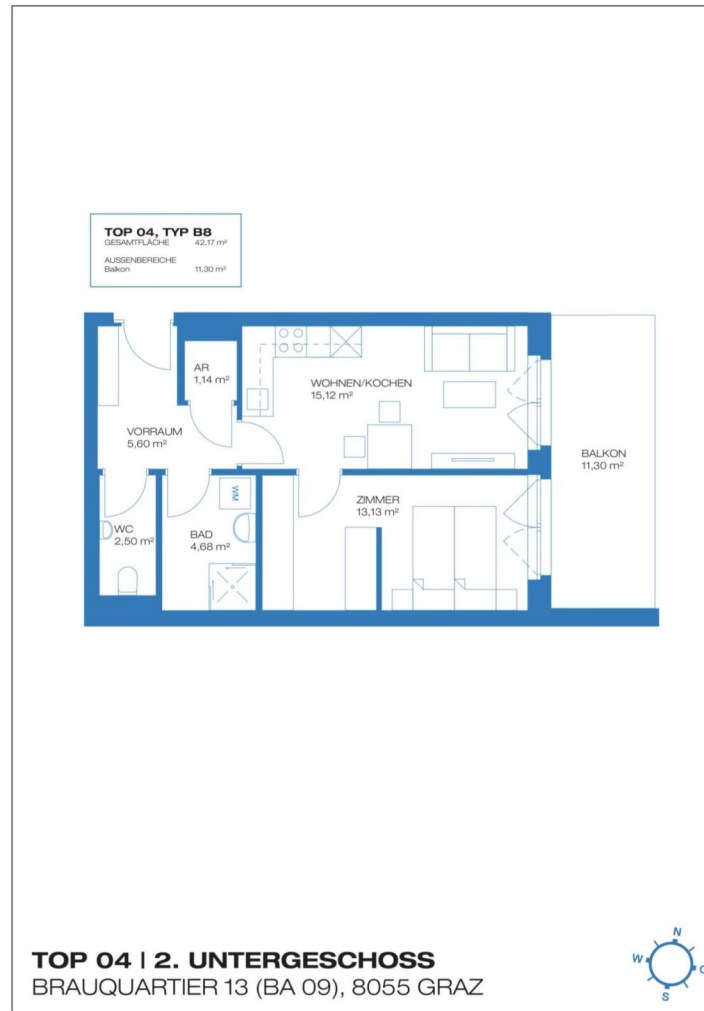 TOP 04, TYP B8
GESAMTFLÄCHE 42,17 m²
AUSSENBEREICHE
Balkon 11,30 m²
AR
1,14 m²
WOHNEN/KOCHEN
15,12 m²
VORRAUM
5,60 m²
BALKON
11,30 m²
WM
ZIMMER
13,13 m²
WC
2,50 m²
BAD
4,68 m²
TOP 04 | 2. UNTERGESCHOSS
BRAUQUARTIER 13 (BA 09), 8055 GRAZ
N
W
O
S